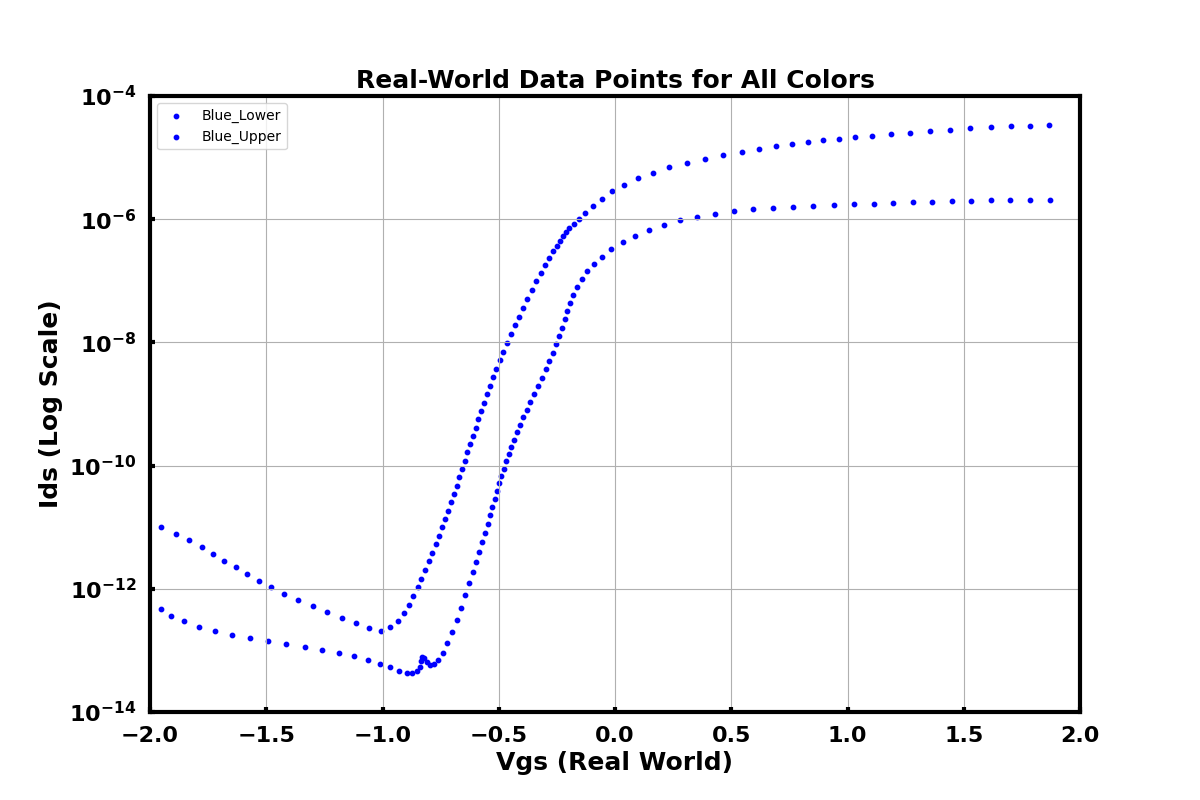 Real-World Data Points for All Colors
10⁻⁴
Blue_Lower
Blue_Upper
10⁻⁶
10⁻⁸
10⁻¹⁰
10⁻¹²
10⁻¹⁴
Ids (Log Scale)
−2.0 −1.5 −1.0 −0.5 0.0 0.5 1.0 1.5 2.0
Vgs (Real World)